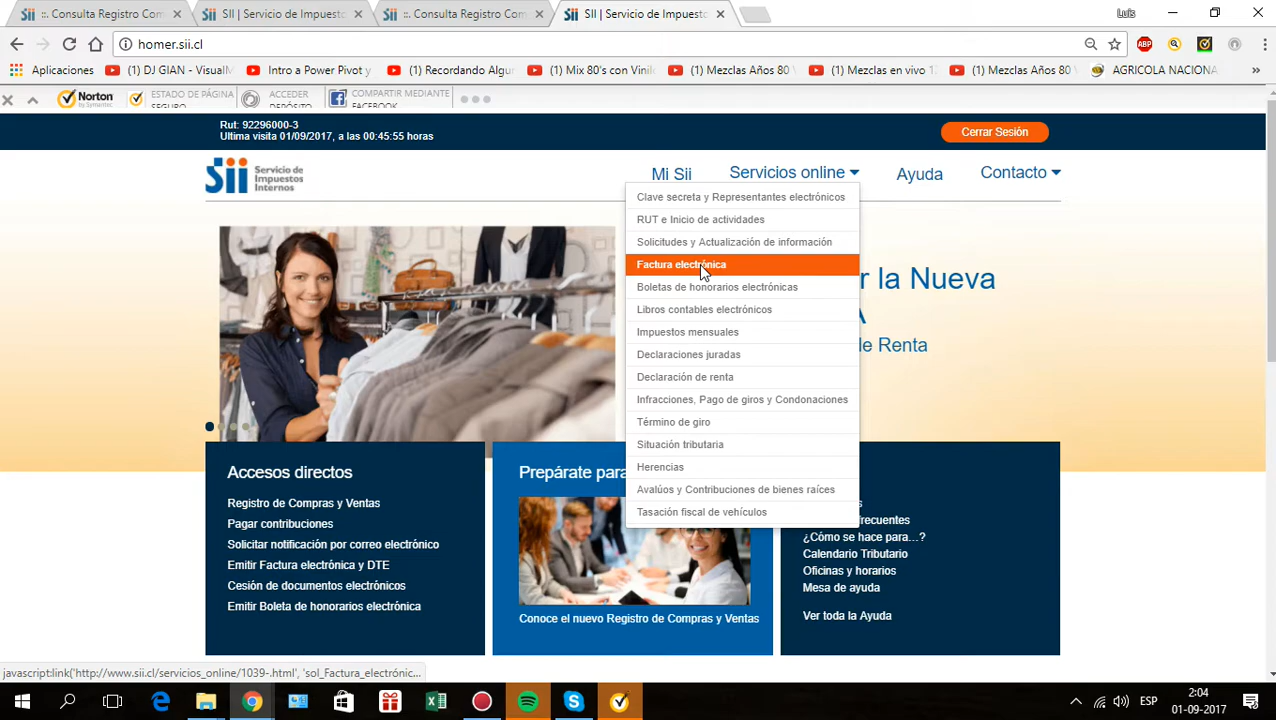 :: Consulta Registro Com
SII | Servicio de Impuesto
:: Consulta Registro Com
SII | Servicio de Impuesto
Luis
homer.sii.cl
ABP
Aplicaciones
(1) DJ GIAN - VisualM
Intro a Power Pivot y
(1) Recordando Algun
(1) Mix 80's con Vinil
(1) Mezclas Años 80
(1) Mezclas en vivo 1
(1) Mezclas Años 80
AGRICOLA NACIONA
»
Norton
by Symantec
ESTADO DE PÁGINA
SEGURO
ACCEDER
DEPÓSITO
COMPARTIR MEDIANTE
FACEBOOK
Rut: 92296000-3
Ultima visita 01/09/2017, a las 00:45:55 horas
Cerrar Sesión
Sii Servicio de
Impuestos
Internos
Mi Sii
Servicios online
Ayuda
Contacto
Clave secreta y Representantes electrónicos
RUT e Inicio de actividades
Solicitudes y Actualización de información
Factura electrónica
Boletas de honorarios electrónicas
Libros contables electrónicos
Impuestos mensuales
Declaraciones juradas
Declaración de renta
Infracciones, Pago de giros y Condonaciones
Término de giro
Situación tributaria
Herencias
Avalúos y Contribuciones de bienes raíces
Tasación fiscal de vehículos
r la Nueva
A
de Renta
Accesos directos
Registro de Compras y Ventas
Pagar contribuciones
Solicitar notificación por correo electrónico
Emitir Factura electrónica y DTE
Cesión de documentos electrónicos
Emitir Boleta de honorarios electrónica
Prepárate para
Conoce el nuevo Registro de Compras y Ventas
frecuentes
¿Cómo se hace para...?
Calendario Tributario
Oficinas y horarios
Mesa de ayuda
Ver toda la Ayuda
javascript:link('http://www.sii.cl/servicios_online/1039-.html', 'sol_Factura_electrónic...
ESP
2:04
01-09-2017